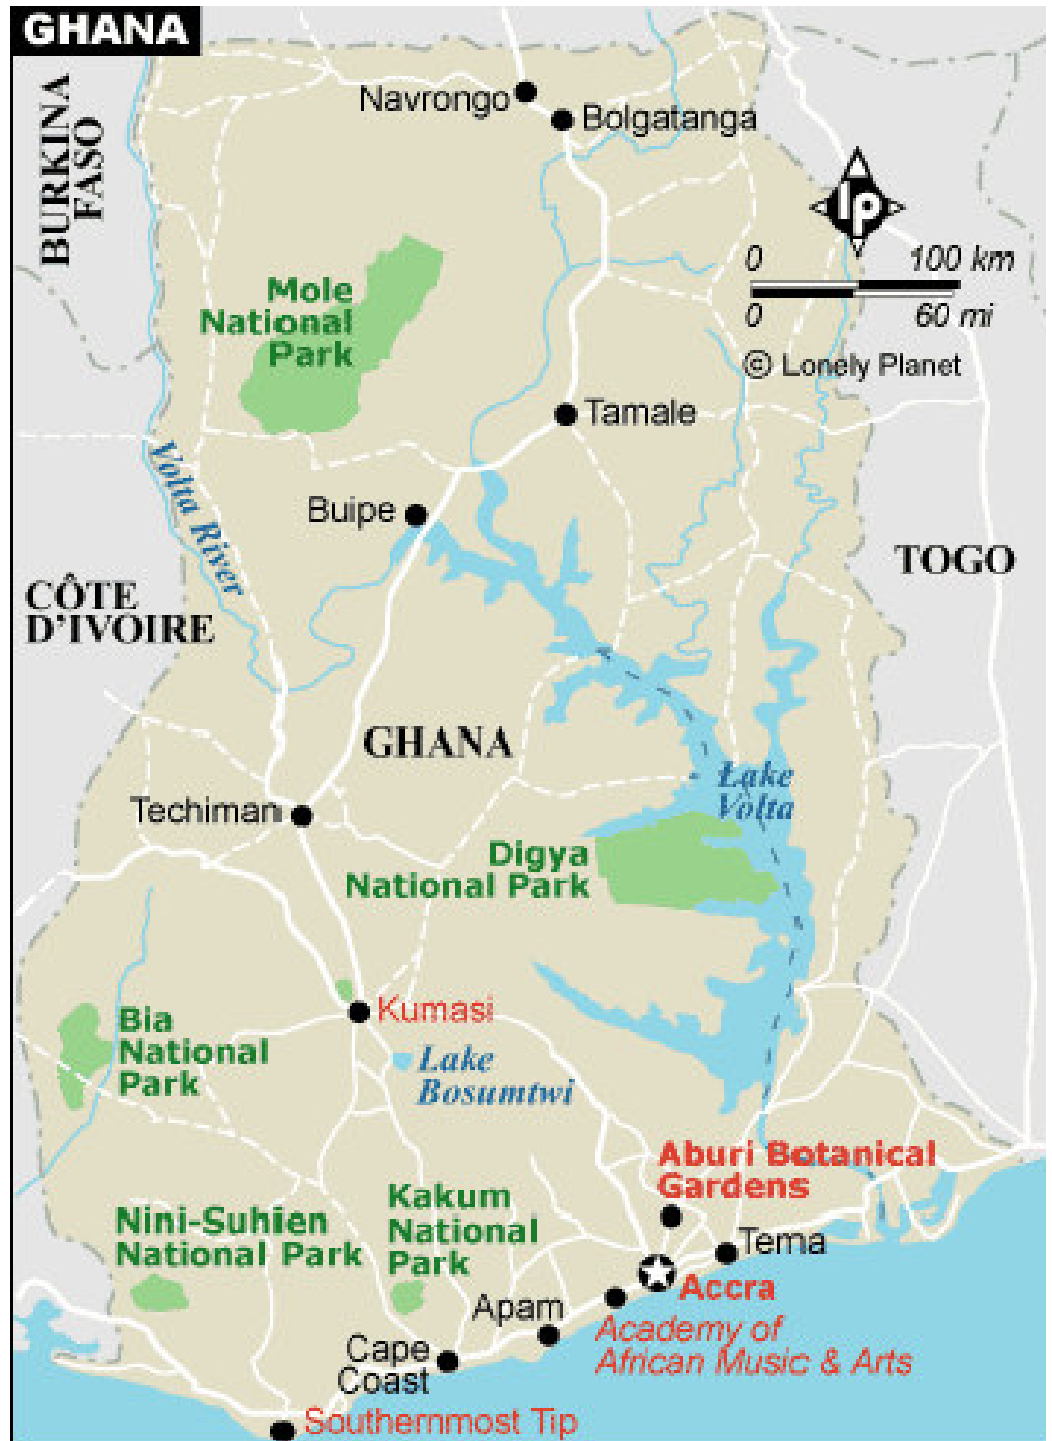 GHANA
BURKINA
FASO
Navrongo
Bolgatanga
lp
0 100 km
0 60 mi
© Lonely Planet
Mole
National
Park
Tamale
Volta River
Buipe
TOGO
CÔTE
D'IVOIRE
GHANA
Lake
Volta
Techiman
Digya
National Park
Kumasi
Bia
National
Park
Lake
Bosumtwi
Aburi Botanical
Gardens
Kakum
National
Park
Nini-Suhien
National Park
Tema
Accra
Apam
Academy of
African Music & Arts
Cape
Coast
Southernmost Tip